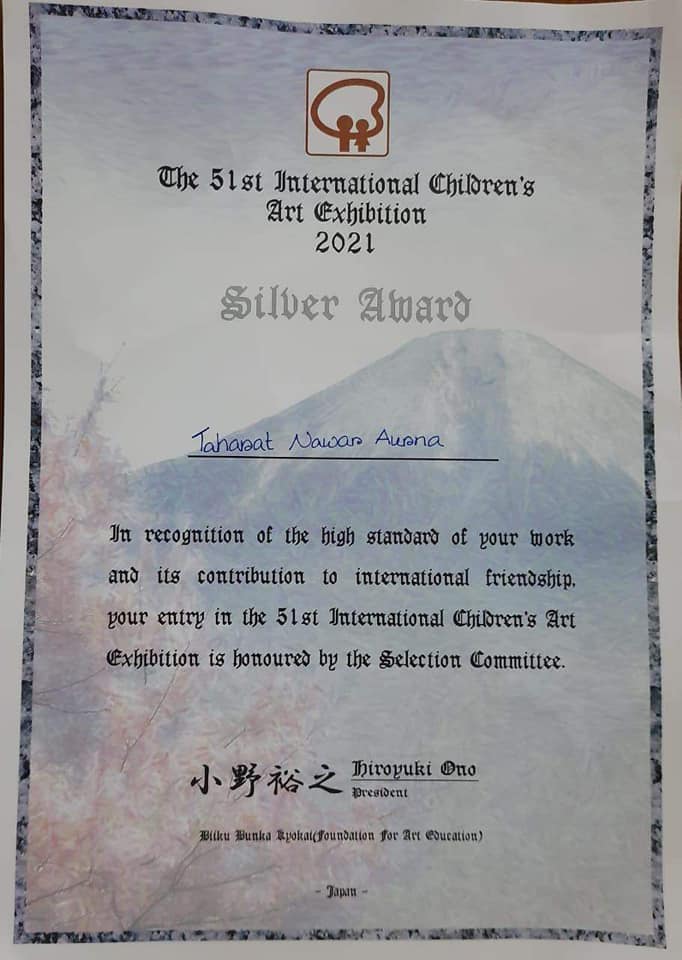 The 51st International Children's
Art Exhibition
2021
Silver Award
Taharat Nawar Aurna
In recognition of the high standard of your work
and its contribution to international friendship,
your entry in the 51st International Children's Art
Exhibition is honoured by the Selection Committee.
小野裕之 Hiroyuki Ono
President
Biiku Bunka Kyokai(Foundation For Art Education)
- Japan -